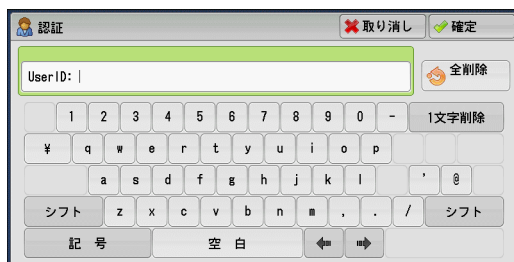 認証 取り消し 確定
UserID: 全削除
1 2 3 4 5 6 7 8 9 0 - 1文字削除
¥ q w e r t y u i o p
a s d f g h j k l ' @
シフト z x c v b n m , . / シフト
記 号 空 白